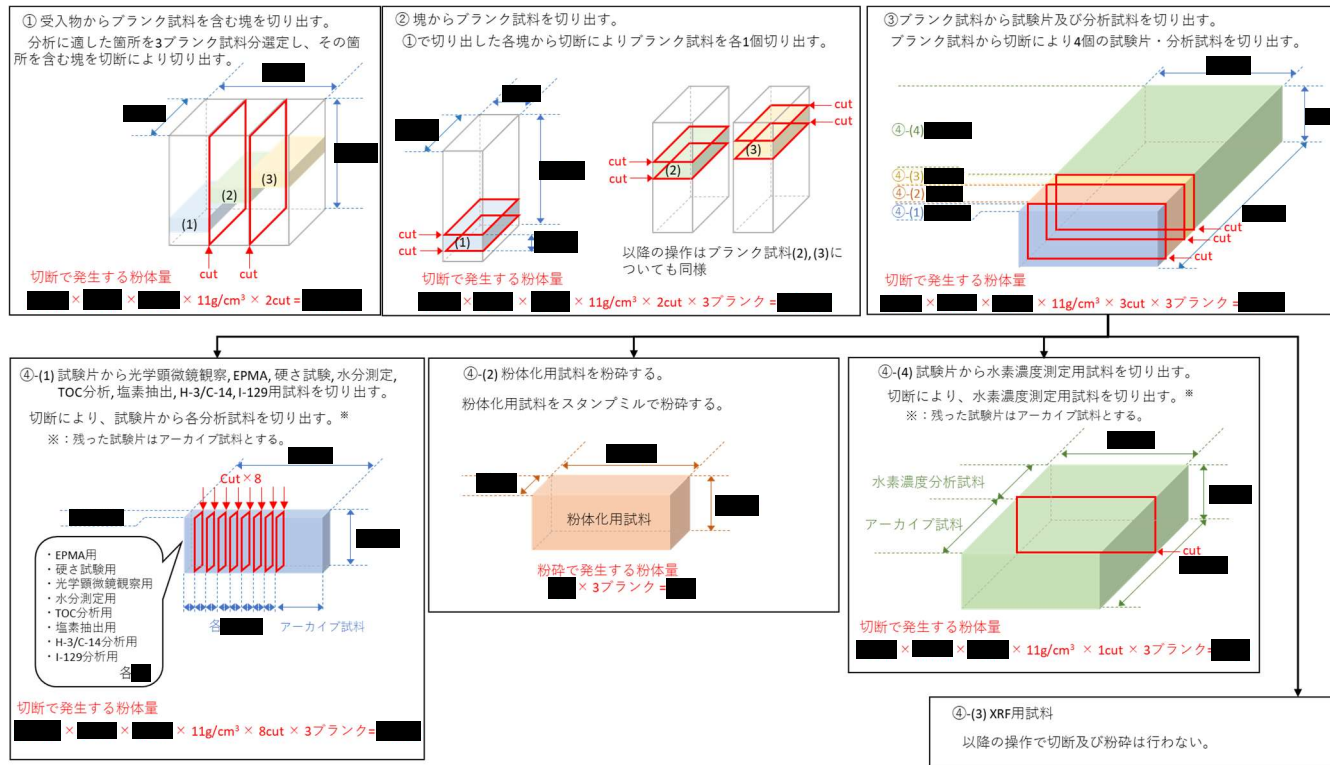 ① 受入物からブランク試料を含む塊を切り出す。
分析に適した箇所を3ブランク試料分選定し、その箇
所を含む塊を切断により切り出す。
(1)
(2)
(3)
cut
cut
切断で発生する粉体量
× × × 11g/cm³ × 2cut =
② 塊からブランク試料を切り出す。
①で切り出した各塊から切断によりブランク試料を各1個切り出す。
cut
cut
(1)
cut
cut
(2)
(3)
cut
cut
以降の操作はブランク試料(2), (3)に
ついても同様
切断で発生する粉体量
× × × 11g/cm³ × 2cut × 3ブランク =
③ブランク試料から試験片及び分析試料を切り出す。
ブランク試料から切断により4個の試験片・分析試料を切り出す。
④-(4)
④-(3)
④-(2)
④-(1)
cut
cut
cut
切断で発生する粉体量
× × × 11g/cm³ × 3cut × 3ブランク =
④-(1) 試験片から光学顕微鏡観察, EPMA, 硬さ試験, 水分測定,
TOC分析, 塩素抽出, H-3/C-14, I-129用試料を切り出す。
切断により、試験片から各分析試料を切り出す。※
※：残った試験片はアーカイブ試料とする。
Cut×8
・EPMA用
・硬さ試験用
・光学顕微鏡観察用
・水分測定用
・TOC分析用
・塩素抽出用
・H-3/C-14分析用
・I-129分析用
各
各
アーカイブ試料
切断で発生する粉体量
× × × 11g/cm³ × 8cut × 3ブランク=
④-(2) 粉体化用試料を粉砕する。
粉体化用試料をスタンプミルで粉砕する。
粉体化用試料
粉砕で発生する粉体量
× 3ブランク =
④-(4) 試験片から水素濃度測定用試料を切り出す。
切断により、水素濃度測定用試料を切り出す。※
※：残った試験片はアーカイブ試料とする。
水素濃度分析試料
アーカイブ試料
cut
切断で発生する粉体量
× × × 11g/cm³ × 1cut × 3ブランク=
④-(3) XRF用試料
以降の操作で切断及び粉砕は行わない。